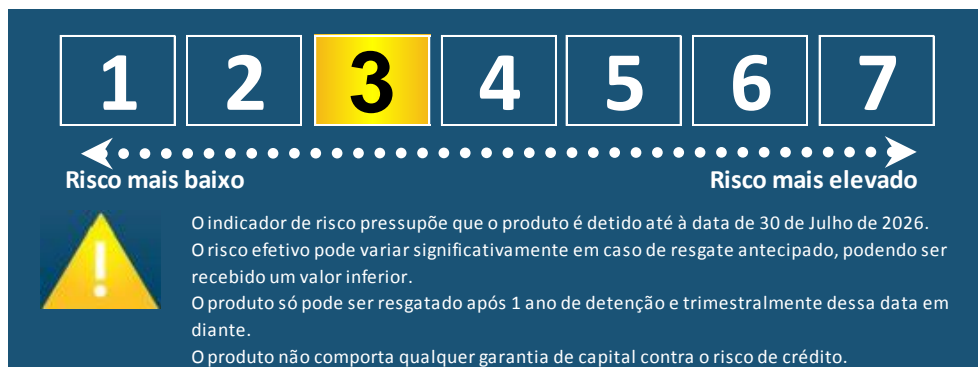 1 2 3 4 5 6 7
Risco mais baixo Risco mais elevado
!
O indicador de risco pressupõe que o produto é detido até à data de 30 de Julho de 2026.
O risco efetivo pode variar significativamente em caso de resgate antecipado, podendo ser
recebido um valor inferior.
O produto só pode ser resgatado após 1 ano de detenção e trimestralmente dessa data em
diante.
O produto não comporta qualquer garantia de capital contra o risco de crédito.